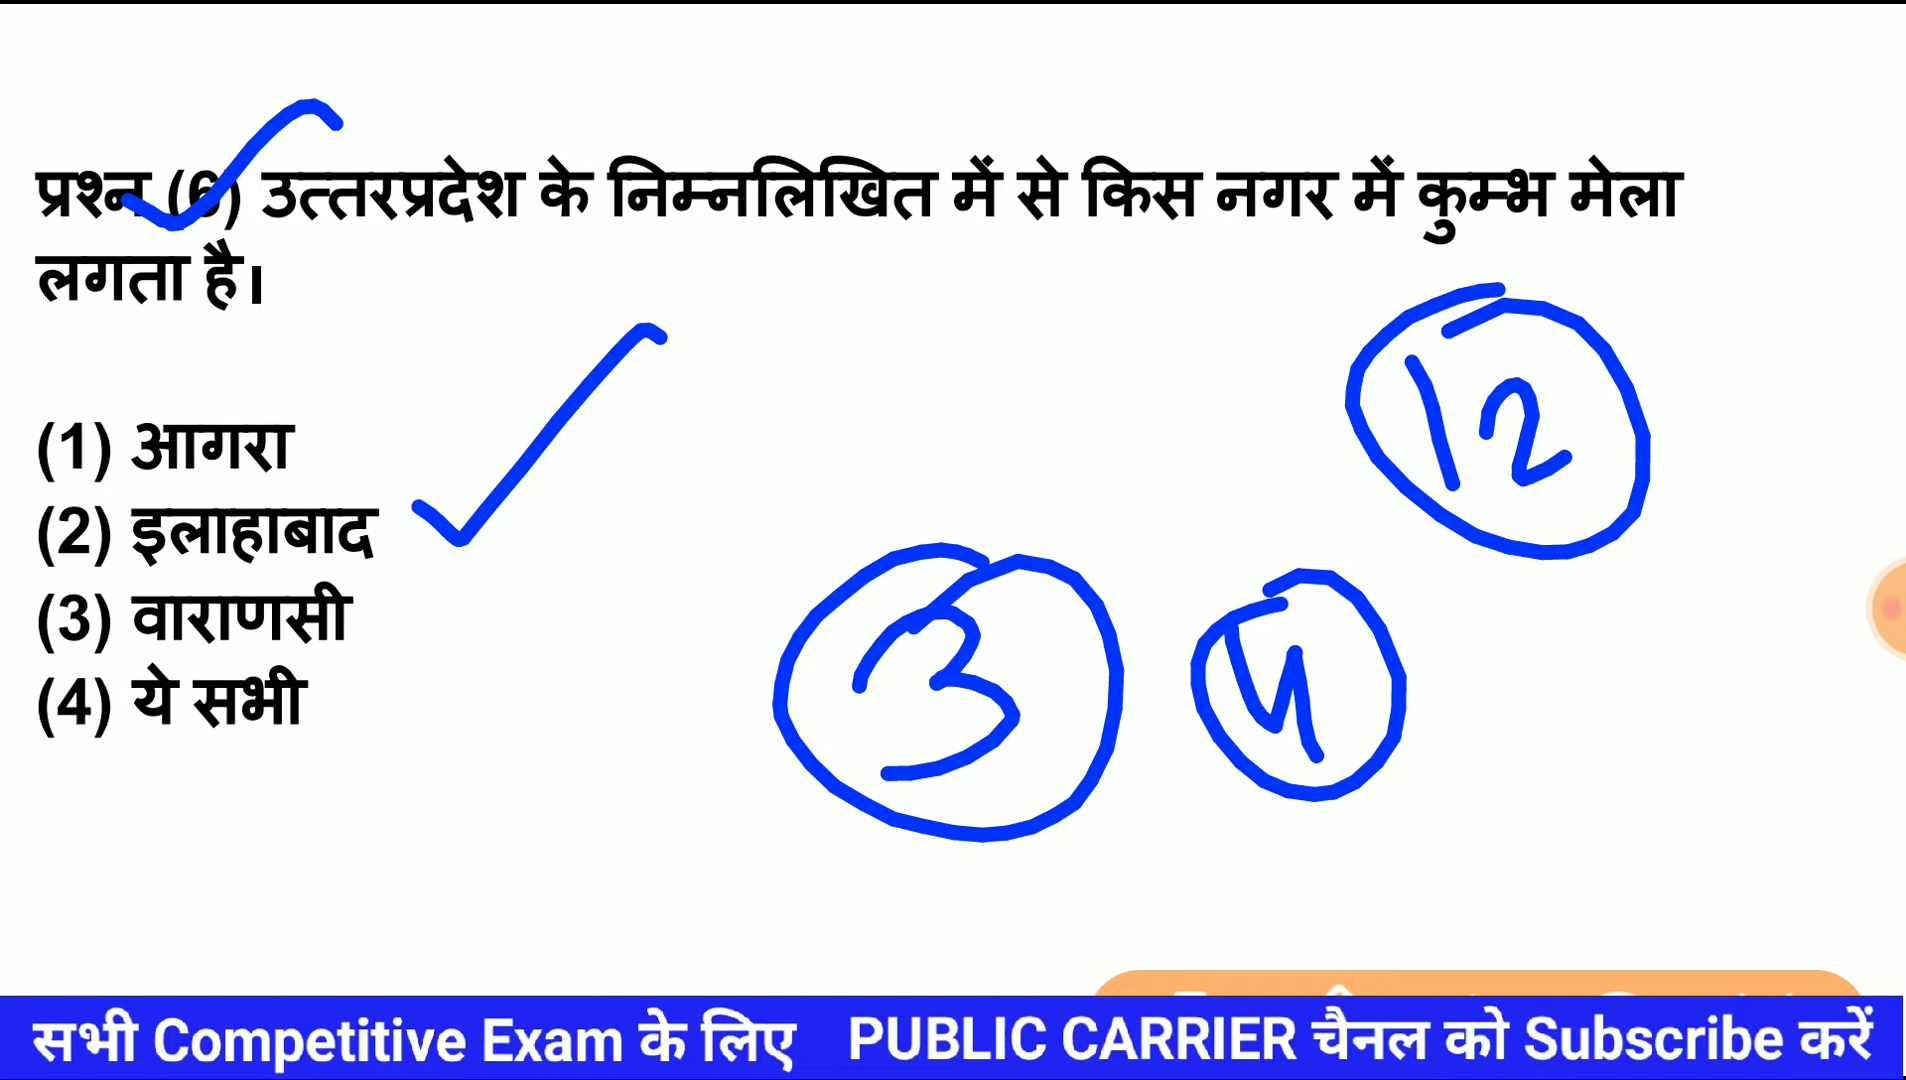 प्रश्न (6) उत्तरप्रदेश के निम्नलिखित में से किस नगर में कुम्भ मेला
लगता है।
(1) आगरा
(2) इलाहाबाद
(3) वाराणसी
(4) ये सभी
12
3
4
सभी Competitive Exam के लिए PUBLIC CARRIER चैनल को Subscribe करें